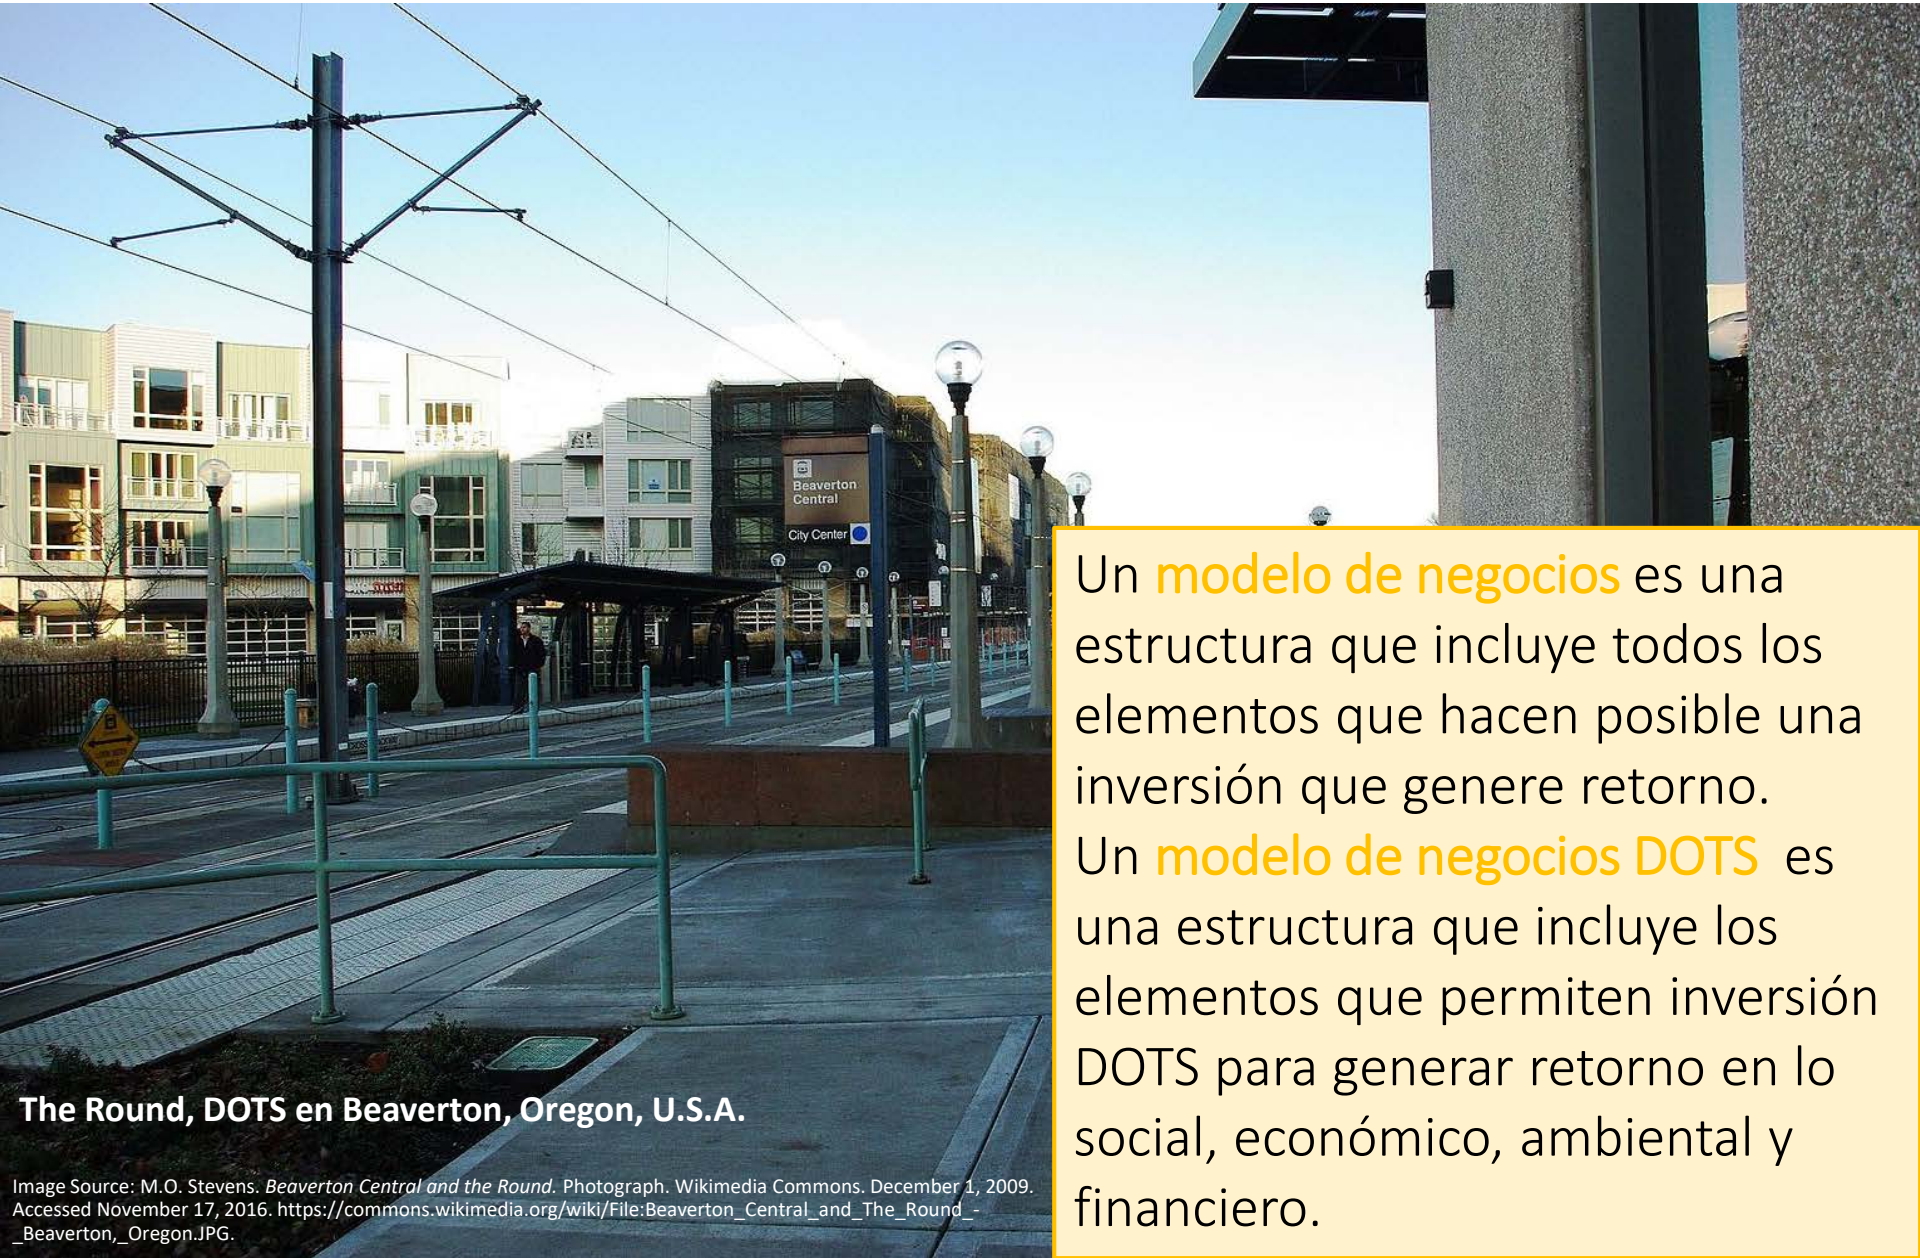 Beaverton
Central
City Center
Un modelo de negocios es una
estructura que incluye todos los
elementos que hacen posible una
inversión que genere retorno.
Un modelo de negocios DOTS es
una estructura que incluye los
elementos que permiten inversión
DOTS para generar retorno en lo
social, económico, ambiental y
financiero.
The Round, DOTS en Beaverton, Oregon, U.S.A.
Image Source: M.O. Stevens. Beaverton Central and the Round. Photograph. Wikimedia Commons. December 1, 2009.
Accessed November 17, 2016. https://commons.wikimedia.org/wiki/File:Beaverton_Central_and_The_Round_-
_Beaverton,_Oregon.JPG.